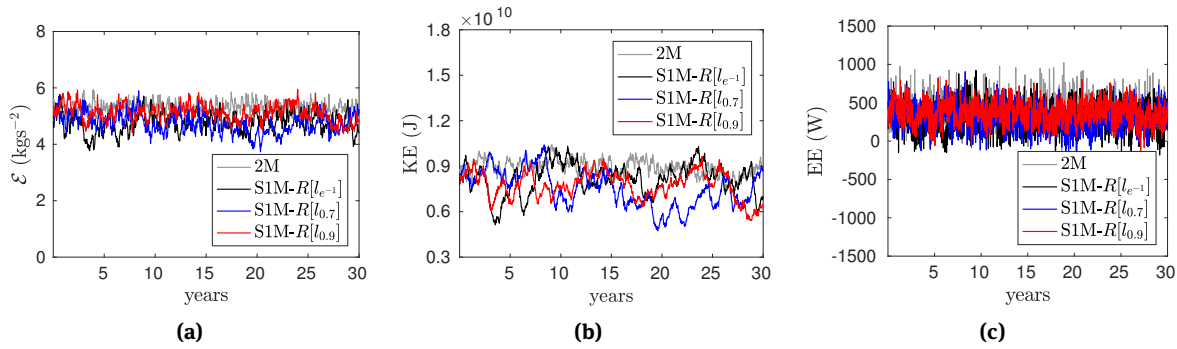 8
6
4
2
0
ℰ (kgs⁻²)
5 10 15 20 25 30
years
2M
S1M-R[l_{e⁻¹}]
S1M-R[l_{0.7}]
S1M-R[l_{0.9}]
(a)
×10¹⁰
1.8
1.5
1.2
0.9
0.6
0.3
KE (J)
5 10 15 20 25 30
years
2M
S1M-R[l_{e⁻¹}]
S1M-R[l_{0.7}]
S1M-R[l_{0.9}]
(b)
1500
1000
500
0
-500
-1000
-1500
EE (W)
5 10 15 20 25 30
years
2M
S1M-R[l_{e⁻¹}]
S1M-R[l_{0.7}]
S1M-R[l_{0.9}]
(c)